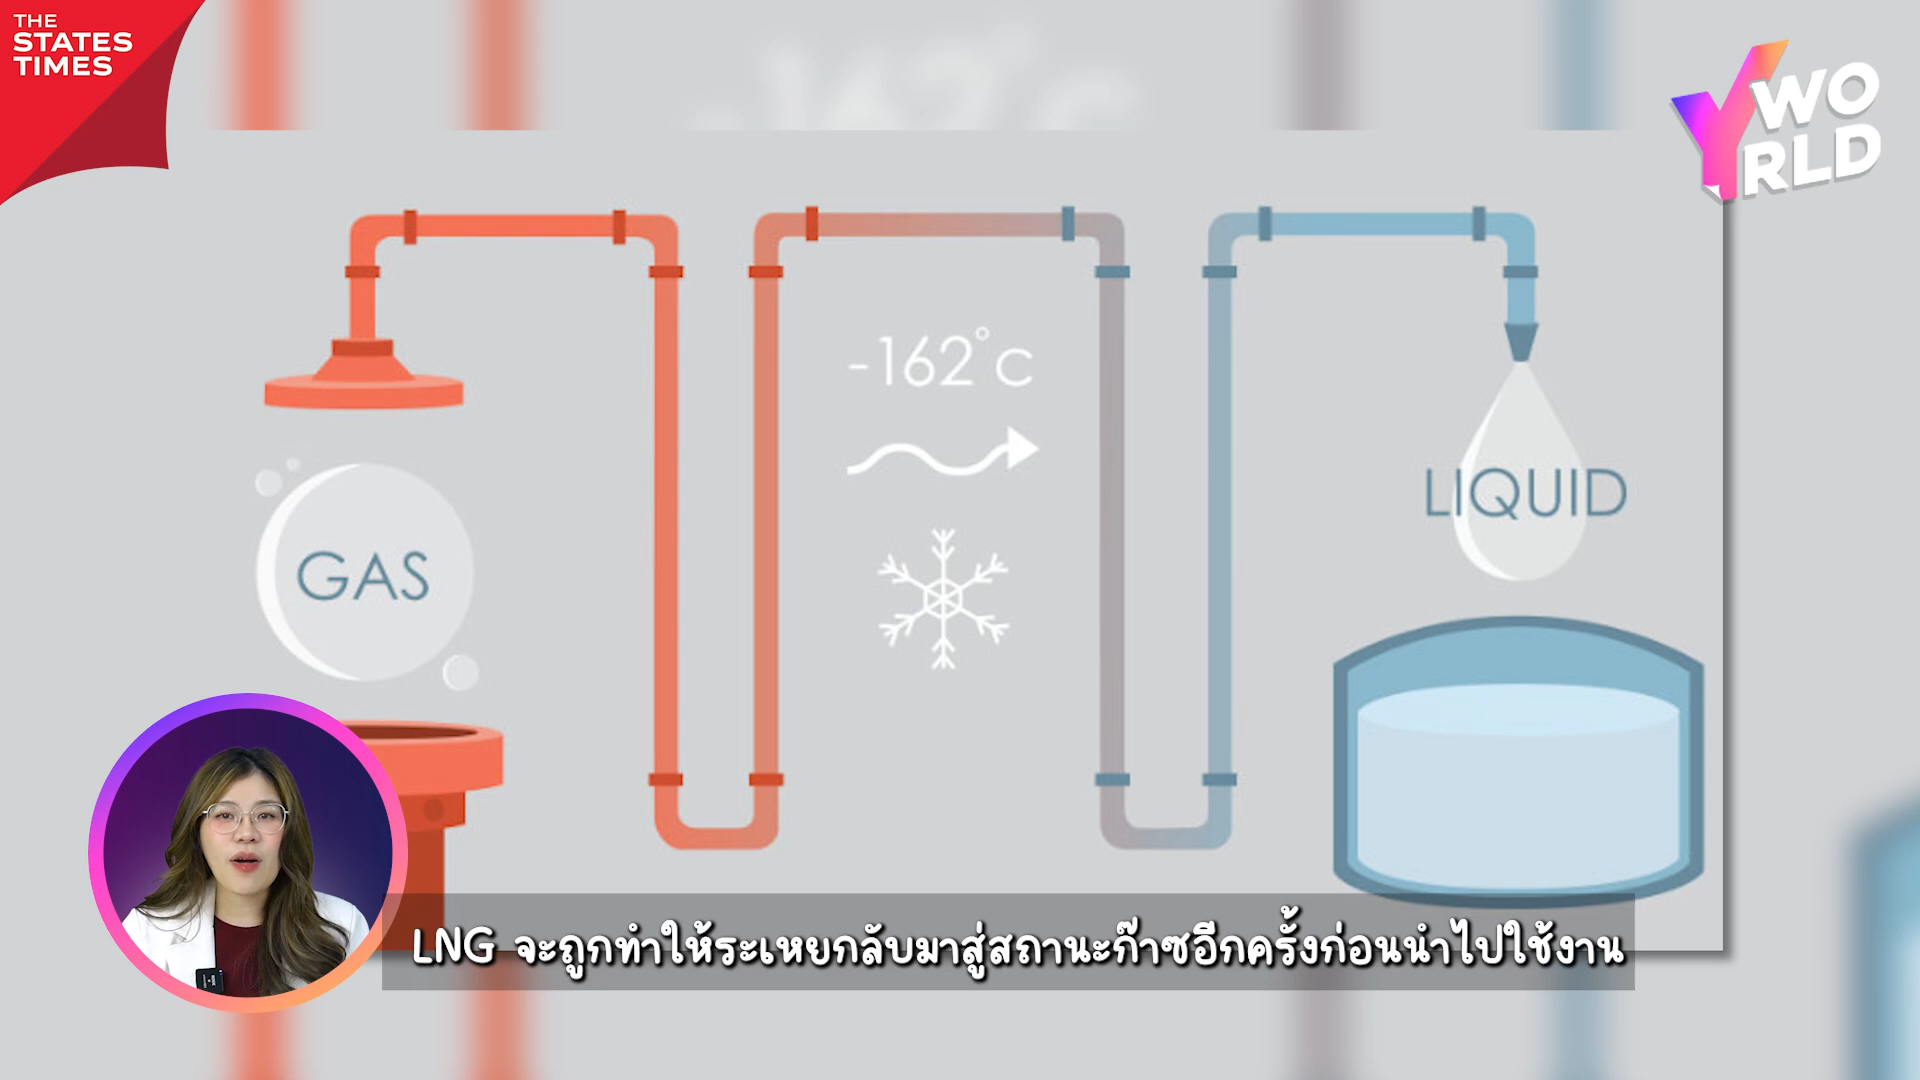 THE
STATES
TIMES
YWO
RLD
-162°C
GAS
LIQUID
LNG จะถูกทำให้ระเหยกลับมาสู่สถานะก๊าซอีกครั้งก่อนนำไปใช้งาน